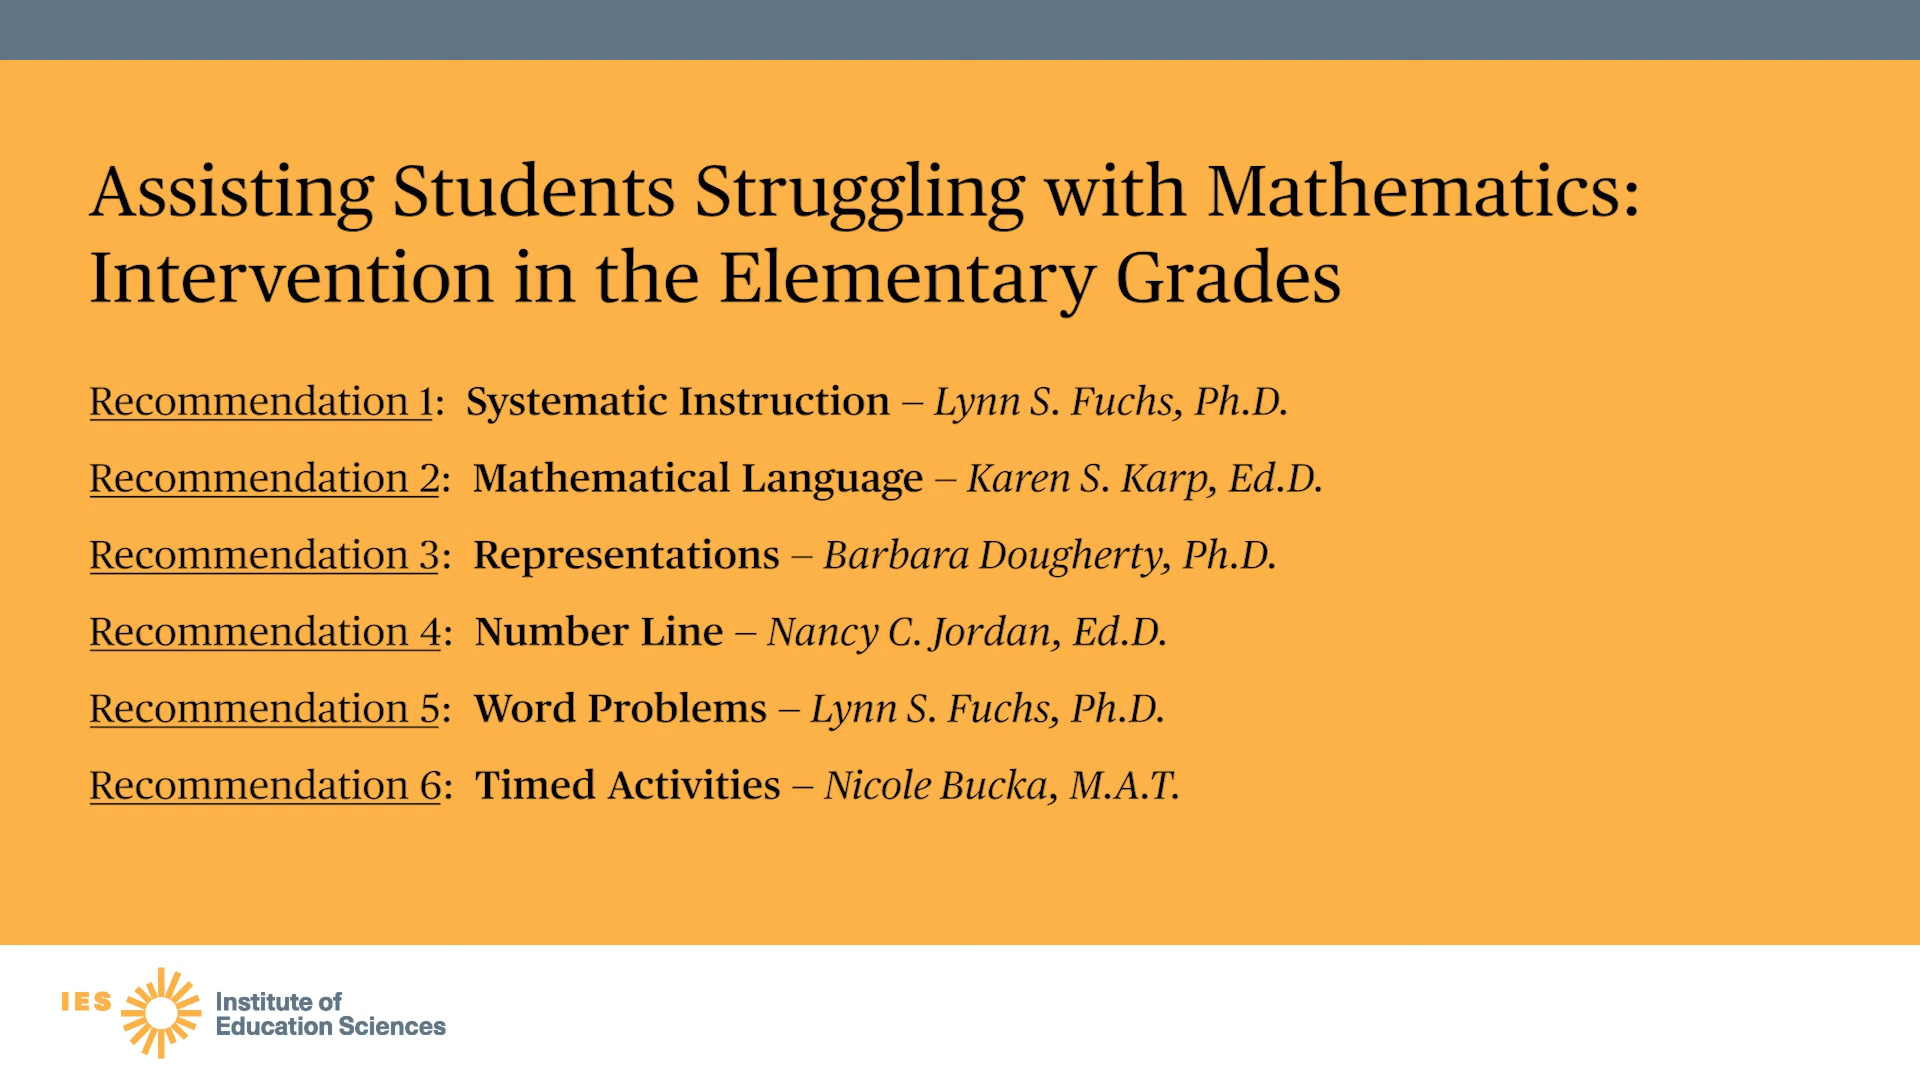 Assisting Students Struggling with Mathematics:
Intervention in the Elementary Grades
Recommendation 1: Systematic Instruction – Lynn S. Fuchs, Ph.D.
Recommendation 2: Mathematical Language – Karen S. Karp, Ed.D.
Recommendation 3: Representations – Barbara Dougherty, Ph.D.
Recommendation 4: Number Line – Nancy C. Jordan, Ed.D.
Recommendation 5: Word Problems – Lynn S. Fuchs, Ph.D.
Recommendation 6: Timed Activities – Nicole Bucka, M.A.T.
IES Institute of
Education Sciences